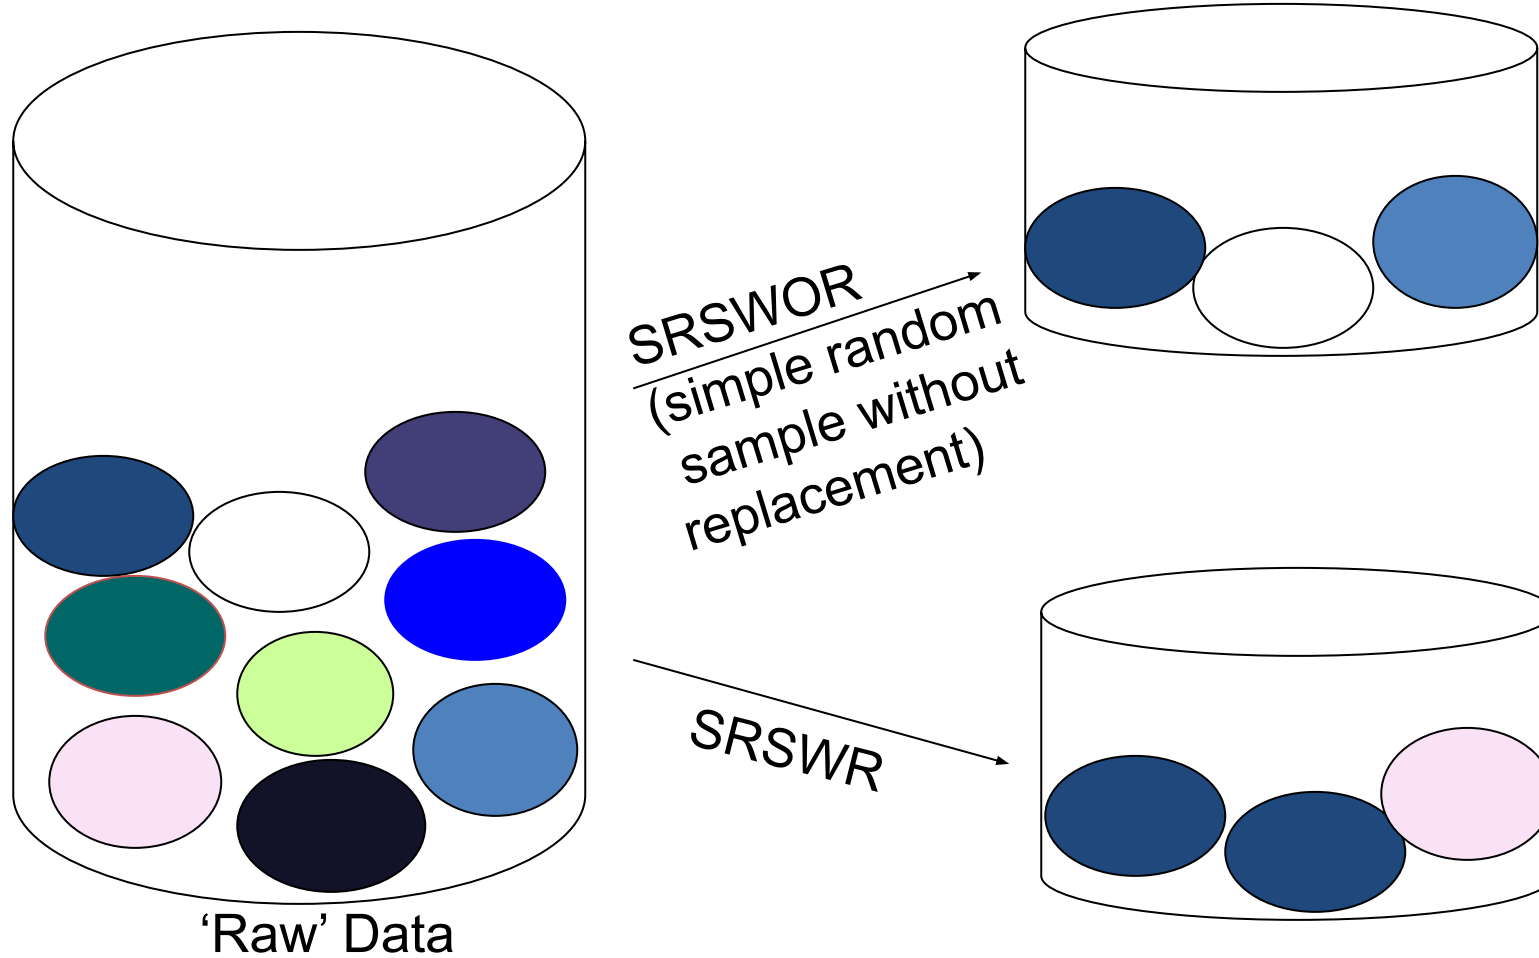 SRSWOR
(simple random
sample without
replacement)
SRSWR
‘Raw’ Data